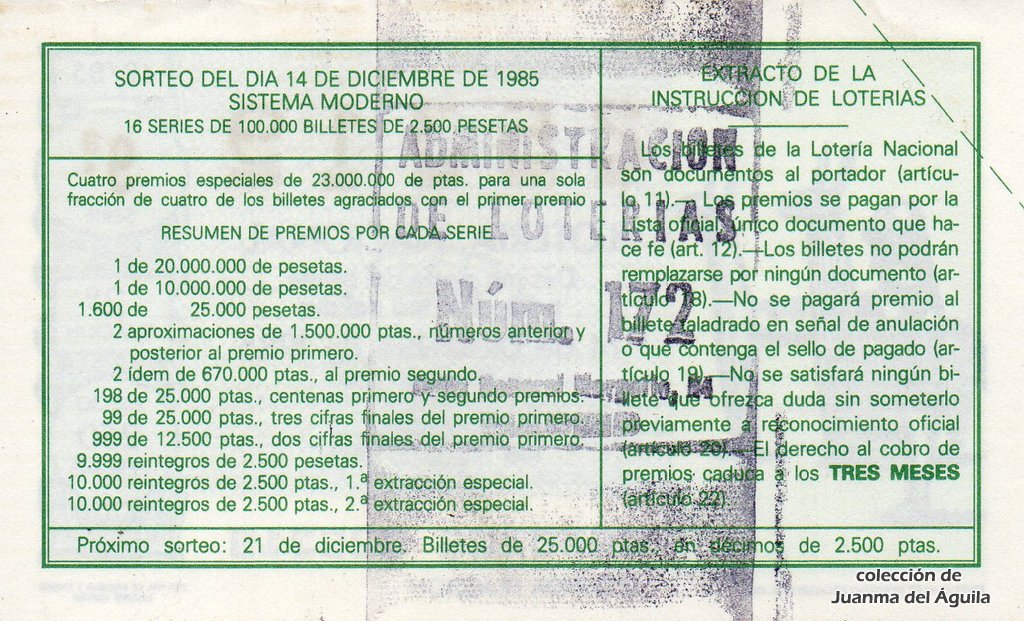 SORTEO DEL DIA 14 DE DICIEMBRE DE 1985
SISTEMA MODERNO
16 SERIES DE 100.000 BILLETES DE 2.500 PESETAS
Cuatro premios especiales de 23.000.000 de ptas. para una sola
fracción de cuatro de los billetes agraciados con el primer premio
RESUMEN DE PREMIOS POR CADA SERIE
1 de 20.000.000 de pesetas.
1 de 10.000.000 de pesetas.
1.600 de 25.000 pesetas.
2 aproximaciones de 1.500.000 ptas., números anterior y
posterior al premio primero.
2 ídem de 670.000 ptas., al premio segundo.
198 de 25.000 ptas., centenas primero y segundo premios.
99 de 25.000 ptas., tres cifras finales del premio primero.
999 de 12.500 ptas., dos cifras finales del premio primero.
9.999 reintegros de 2.500 pesetas.
10.000 reintegros de 2.500 ptas., 1.ª extracción especial.
10.000 reintegros de 2.500 ptas., 2.ª extracción especial.
EXTRACTO DE LA
INSTRUCCION DE LOTERIAS
Los billetes de la Lotería Nacional
son documentos al portador (artícu-
lo 11).— Los premios se pagan por la
Lista oficial, único documento que ha-
ce fe (art. 12).—Los billetes no podrán
remplazarse por ningún documento (ar-
tículo 18).—No se pagará premio al
billete taladrado en señal de anulación
o que contenga el sello de pagado (ar-
tículo 19).—No se satisfará ningún bi-
llete que ofrezca duda sin someterlo
previamente a reconocimiento oficial
(artículo 20).—El derecho al cobro de
premios caduca a los TRES MESES
(artículo 22).
Próximo sorteo: 21 de diciembre. Billetes de 25.000 ptas., en décimos de 2.500 ptas.
ADMINISTRACION
DE LOTERIAS
Núm. 172
colección de
Juanma del Águila